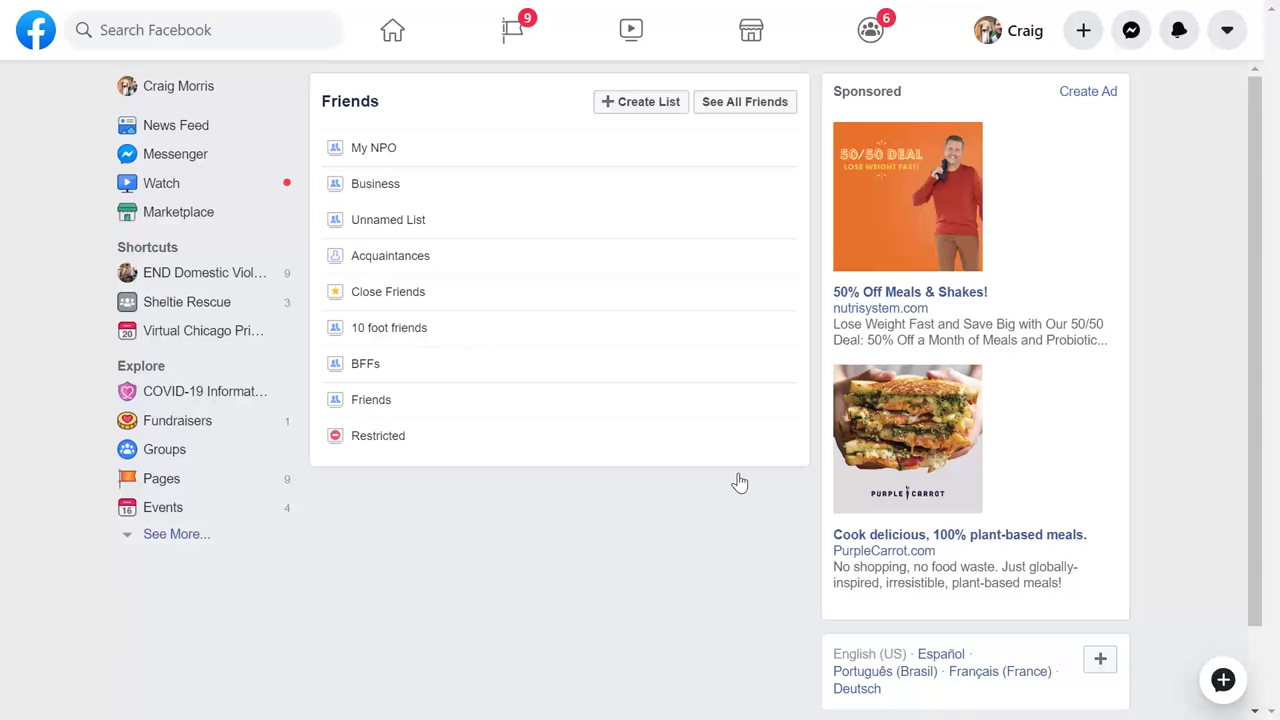 Search Facebook
9
6
Craig
Craig Morris
News Feed
Messenger
Watch
Marketplace
Shortcuts
END Domestic Viol... 9
Sheltie Rescue 3
20 Virtual Chicago Pri...
Explore
COVID-19 Informat...
Fundraisers 1
Groups
Pages 9
16 Events 4
See More...
Friends
Create List
See All Friends
My NPO
Business
Unnamed List
Acquaintances
Close Friends
10 foot friends
BFFs
Friends
Restricted
Sponsored
Create Ad
50/50 DEAL
LOSE WEIGHT FAST!
50% Off Meals & Shakes!
nutrisystem.com
Lose Weight Fast and Save Big with Our 50/50
Deal: 50% Off a Month of Meals and Probiotic...
PURPLE CARROT
Cook delicious, 100% plant-based meals.
PurpleCarrot.com
No shopping, no food waste. Just globally-
inspired, irresistible, plant-based meals!
English (US) · Español ·
Português (Brasil) · Français (France) ·
Deutsch